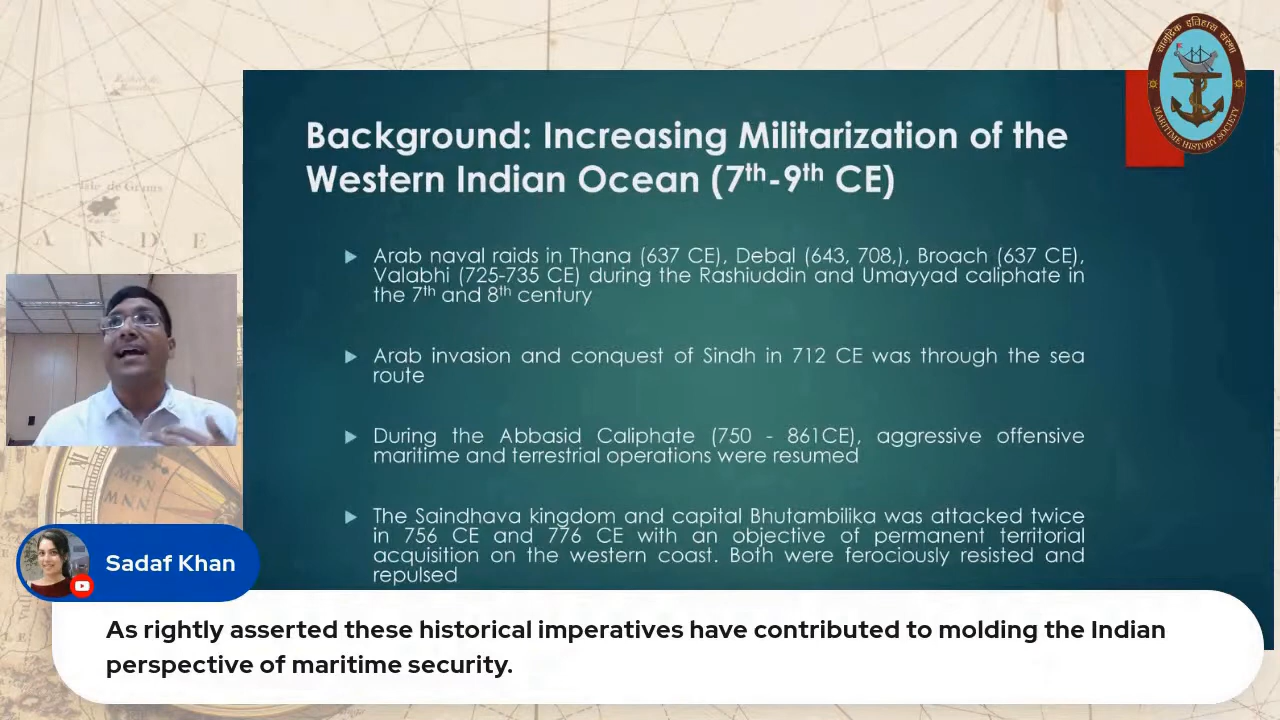 Background: Increasing Militarization of the
Western Indian Ocean (7th-9th CE)
Arab naval raids in Thana (637 CE), Debal (643, 708,), Broach (637 CE),
Valabhi (725-735 CE) during the Rashiuddin and Umayyad caliphate in
the 7th and 8th century
Arab invasion and conquest of Sindh in 712 CE was through the sea
route
During the Abbasid Caliphate (750 - 861CE), aggressive offensive
maritime and terrestrial operations were resumed
The Saindhava kingdom and capital Bhutambilika was attacked twice
in 756 CE and 776 CE with an objective of permanent territorial
acquisition on the western coast. Both were ferociously resisted and
repulsed
Sadaf Khan
As rightly asserted these historical imperatives have contributed to molding the Indian
perspective of maritime security.
सामुद्रिक इतिहास संस्था
MARITIME HISTORY SOCIETY
A N D E